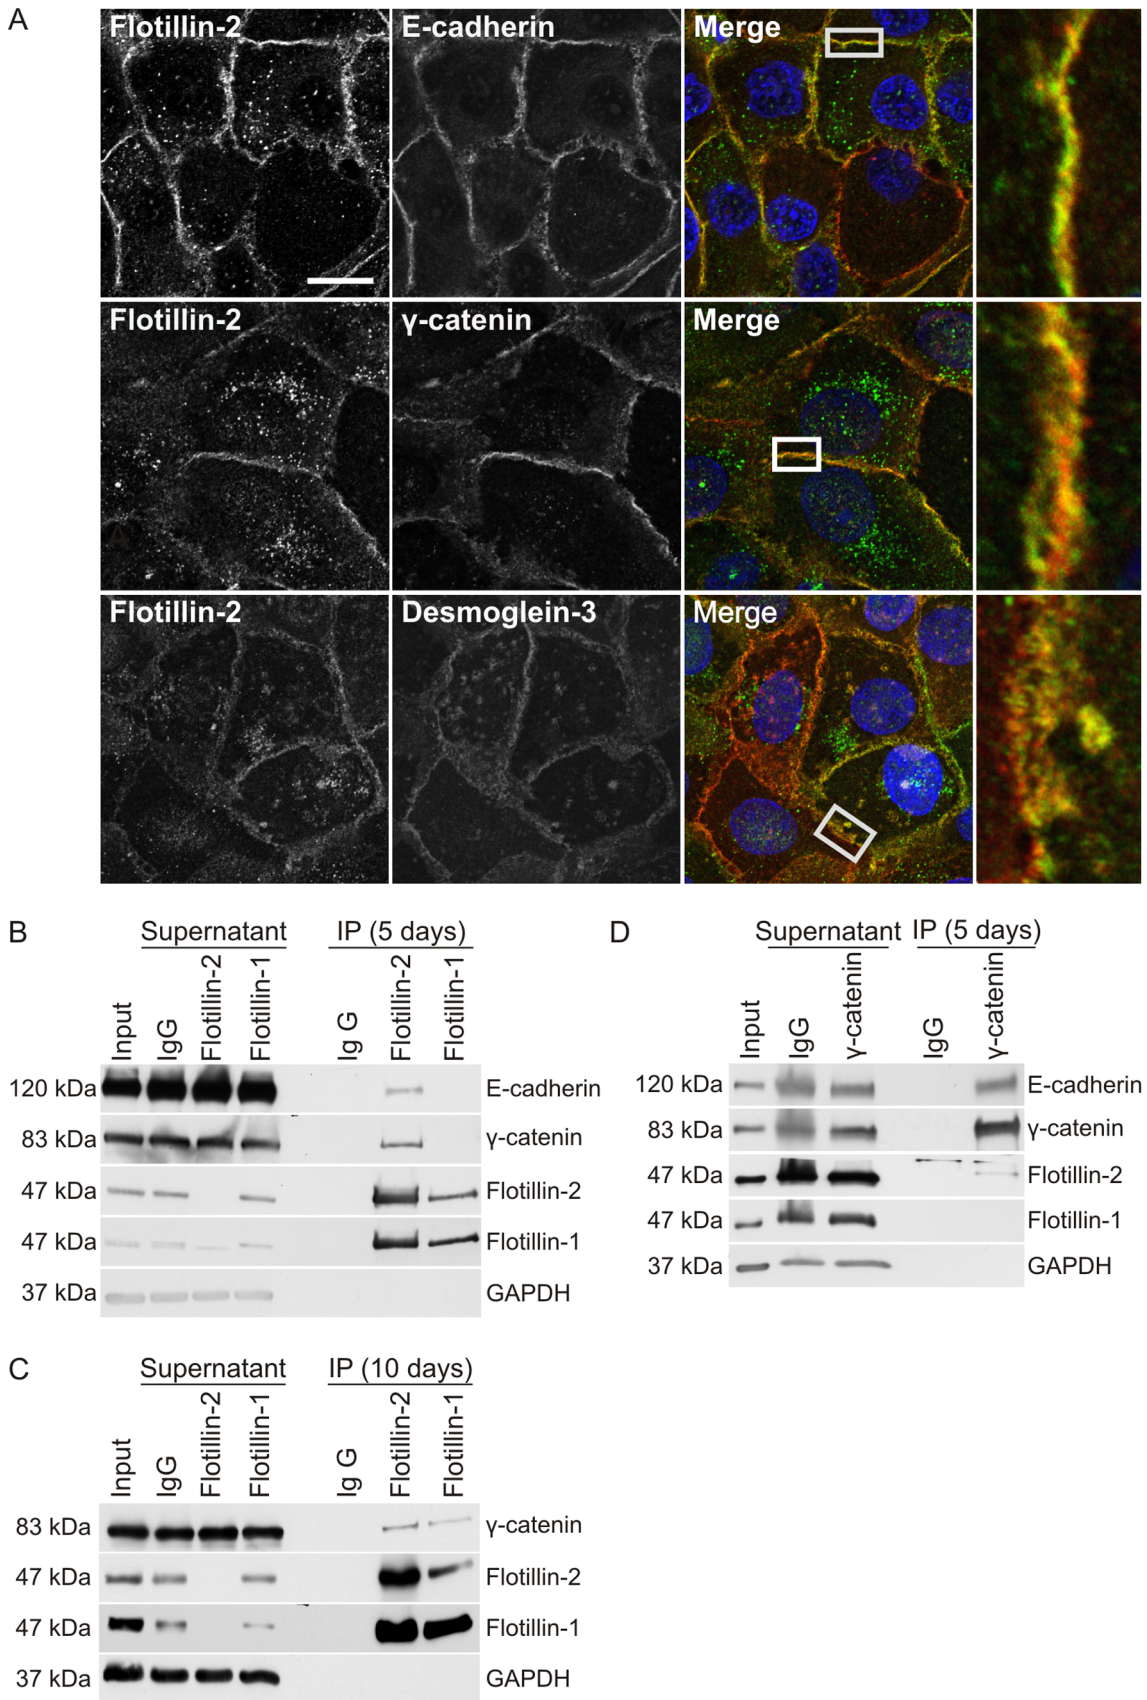 A
Flotillin-2 E-cadherin Merge
Flotillin-2 γ-catenin Merge
Flotillin-2 Desmoglein-3 Merge
B
Supernatant IP (5 days)
Input IgG Flotillin-2 Flotillin-1 Ig G Flotillin-2 Flotillin-1
120 kDa E-cadherin
83 kDa γ-catenin
47 kDa Flotillin-2
47 kDa Flotillin-1
37 kDa GAPDH
D
Supernatant IP (5 days)
Input IgG γ-catenin IgG γ-catenin
120 kDa E-cadherin
83 kDa γ-catenin
47 kDa Flotillin-2
47 kDa Flotillin-1
37 kDa GAPDH
C
Supernatant IP (10 days)
Input IgG Flotillin-2 Flotillin-1 Ig G Flotillin-2 Flotillin-1
83 kDa γ-catenin
47 kDa Flotillin-2
47 kDa Flotillin-1
37 kDa GAPDH